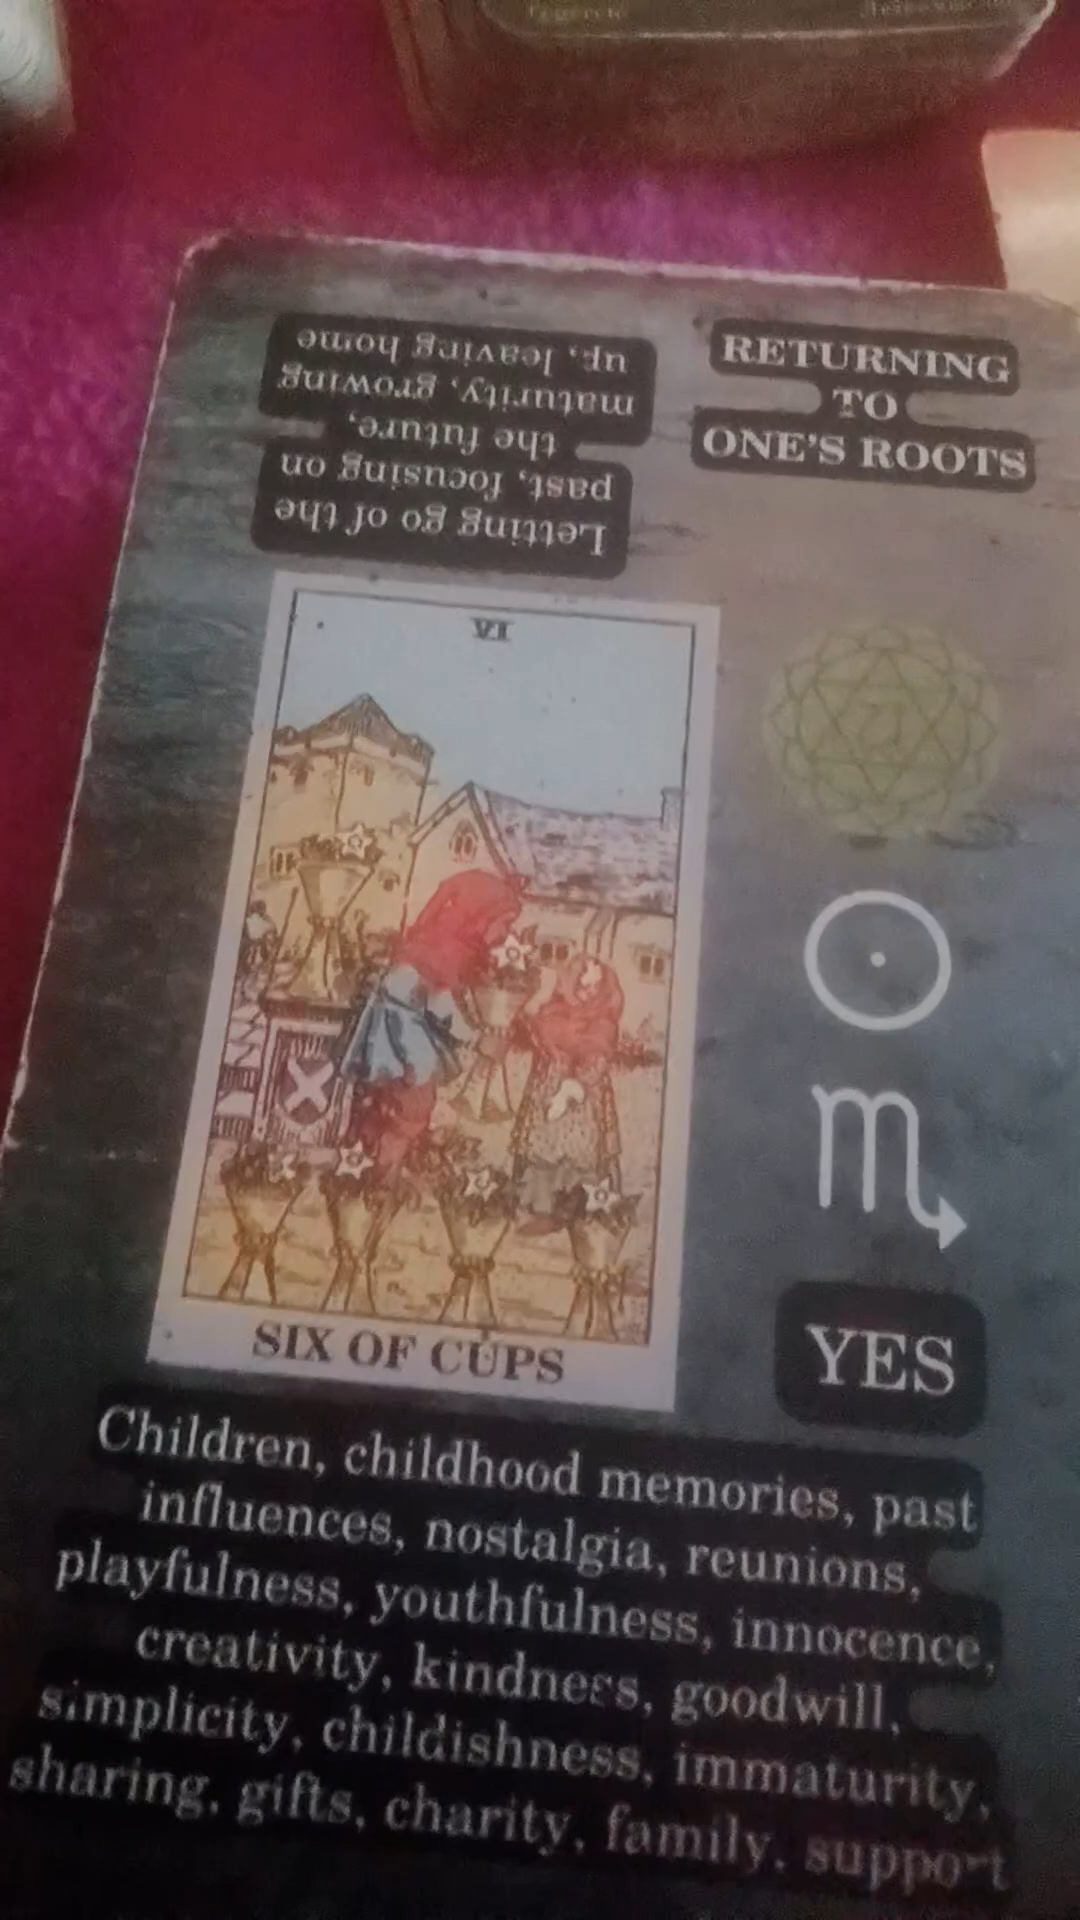 RETURNING
TO
ONE'S ROOTS
Letting go of the
past, focusing on
the future,
maturity, growing
up, leaving home
VI
SIX OF CUPS
YES
Children, childhood memories, past
influences, nostalgia, reunions,
playfulness, youthfulness, innocence,
creativity, kindness, goodwill,
simplicity, childishness, immaturity,
sharing, gifts, charity, family, support